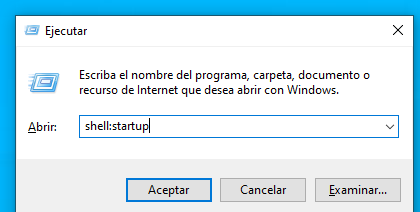 Ejecutar
Escriba el nombre del programa, carpeta, documento o
recurso de Internet que desea abrir con Windows.
Abrir: shell:startup
Aceptar Cancelar Examinar...